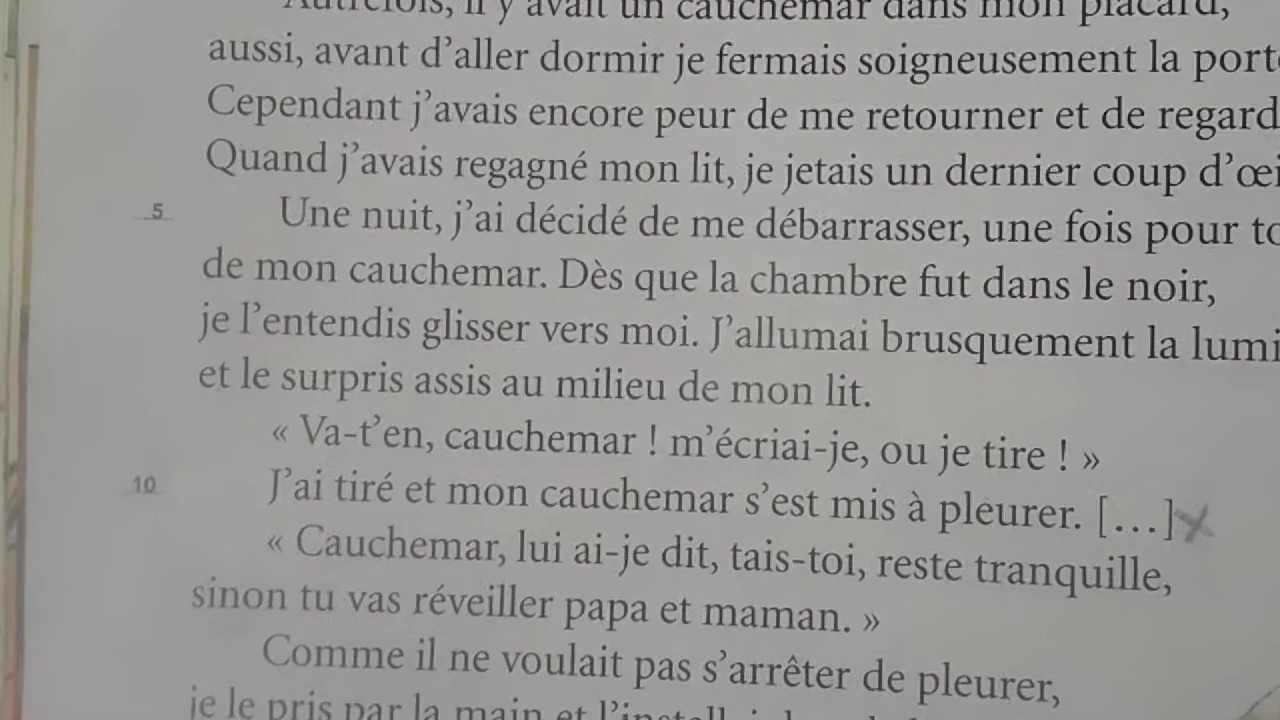 Autrefois, il y avait un cauchemar dans mon placard,
aussi, avant d'aller dormir je fermais soigneusement la port
Cependant j'avais encore peur de me retourner et de regard
Quand j'avais regagné mon lit, je jetais un dernier coup d'œi
5 Une nuit, j'ai décidé de me débarrasser, une fois pour to
de mon cauchemar. Dès que la chambre fut dans le noir,
je l'entendis glisser vers moi. J'allumai brusquement la lumi
et le surpris assis au milieu de mon lit.
« Va-t'en, cauchemar ! m'écriai-je, ou je tire ! »
10 J'ai tiré et mon cauchemar s'est mis à pleurer. […]
« Cauchemar, lui ai-je dit, tais-toi, reste tranquille,
sinon tu vas réveiller papa et maman. »
Comme il ne voulait pas s'arrêter de pleurer,
je le pris par la main et